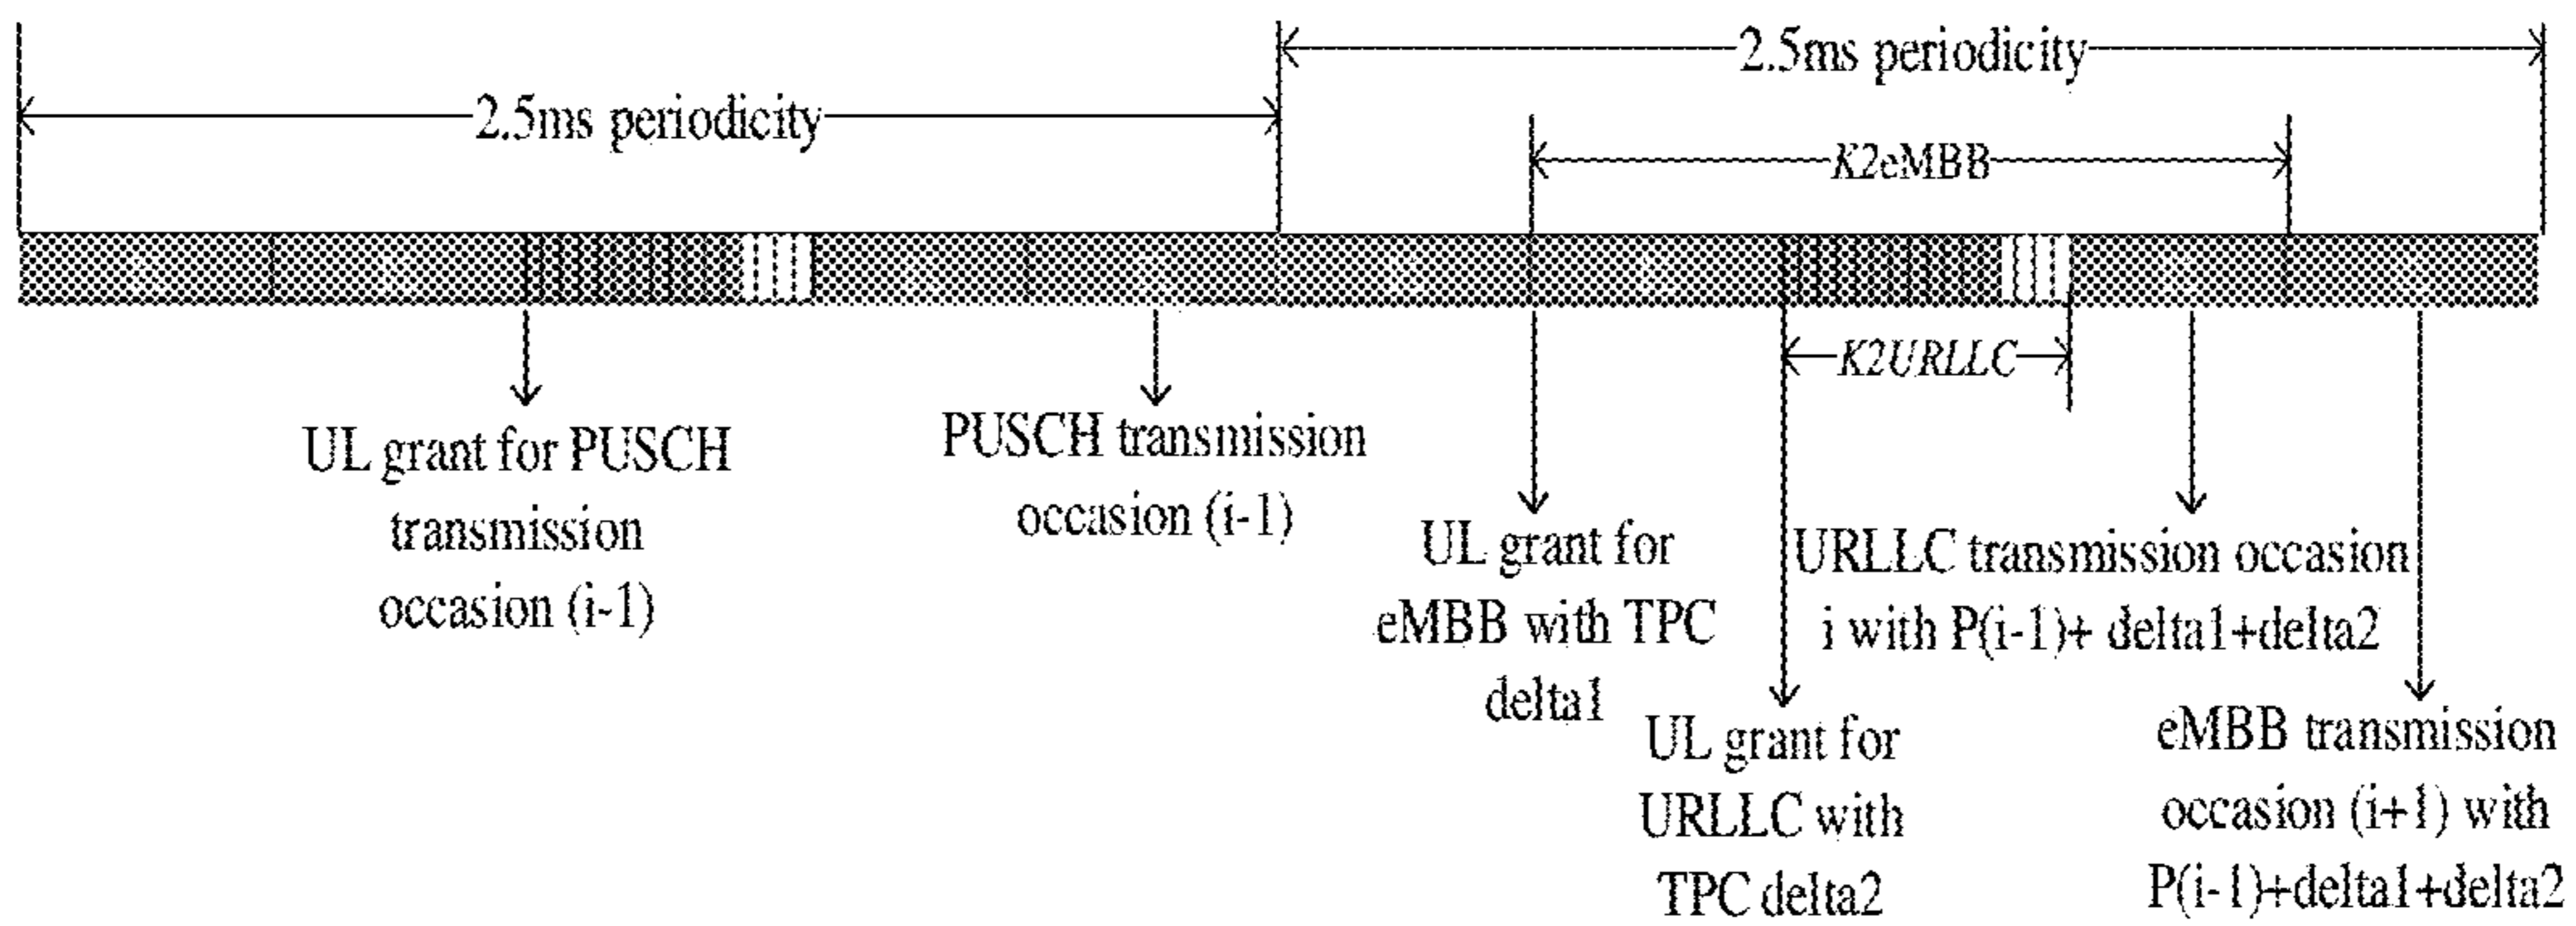 2.5ms periodicity
2.5ms periodicity
K2eMBB
K2URLLC
UL grant for PUSCH
transmission
occasion (i-1)
PUSCH transmission
occasion (i-1)
UL grant for
eMBB with TPC
delta1
UL grant for
URLLC with
TPC delta2
URLLC transmission occasion
i with P(i-1)+ delta1+delta2
eMBB transmission
occasion (i+1) with
P(i-1)+delta1+delta2